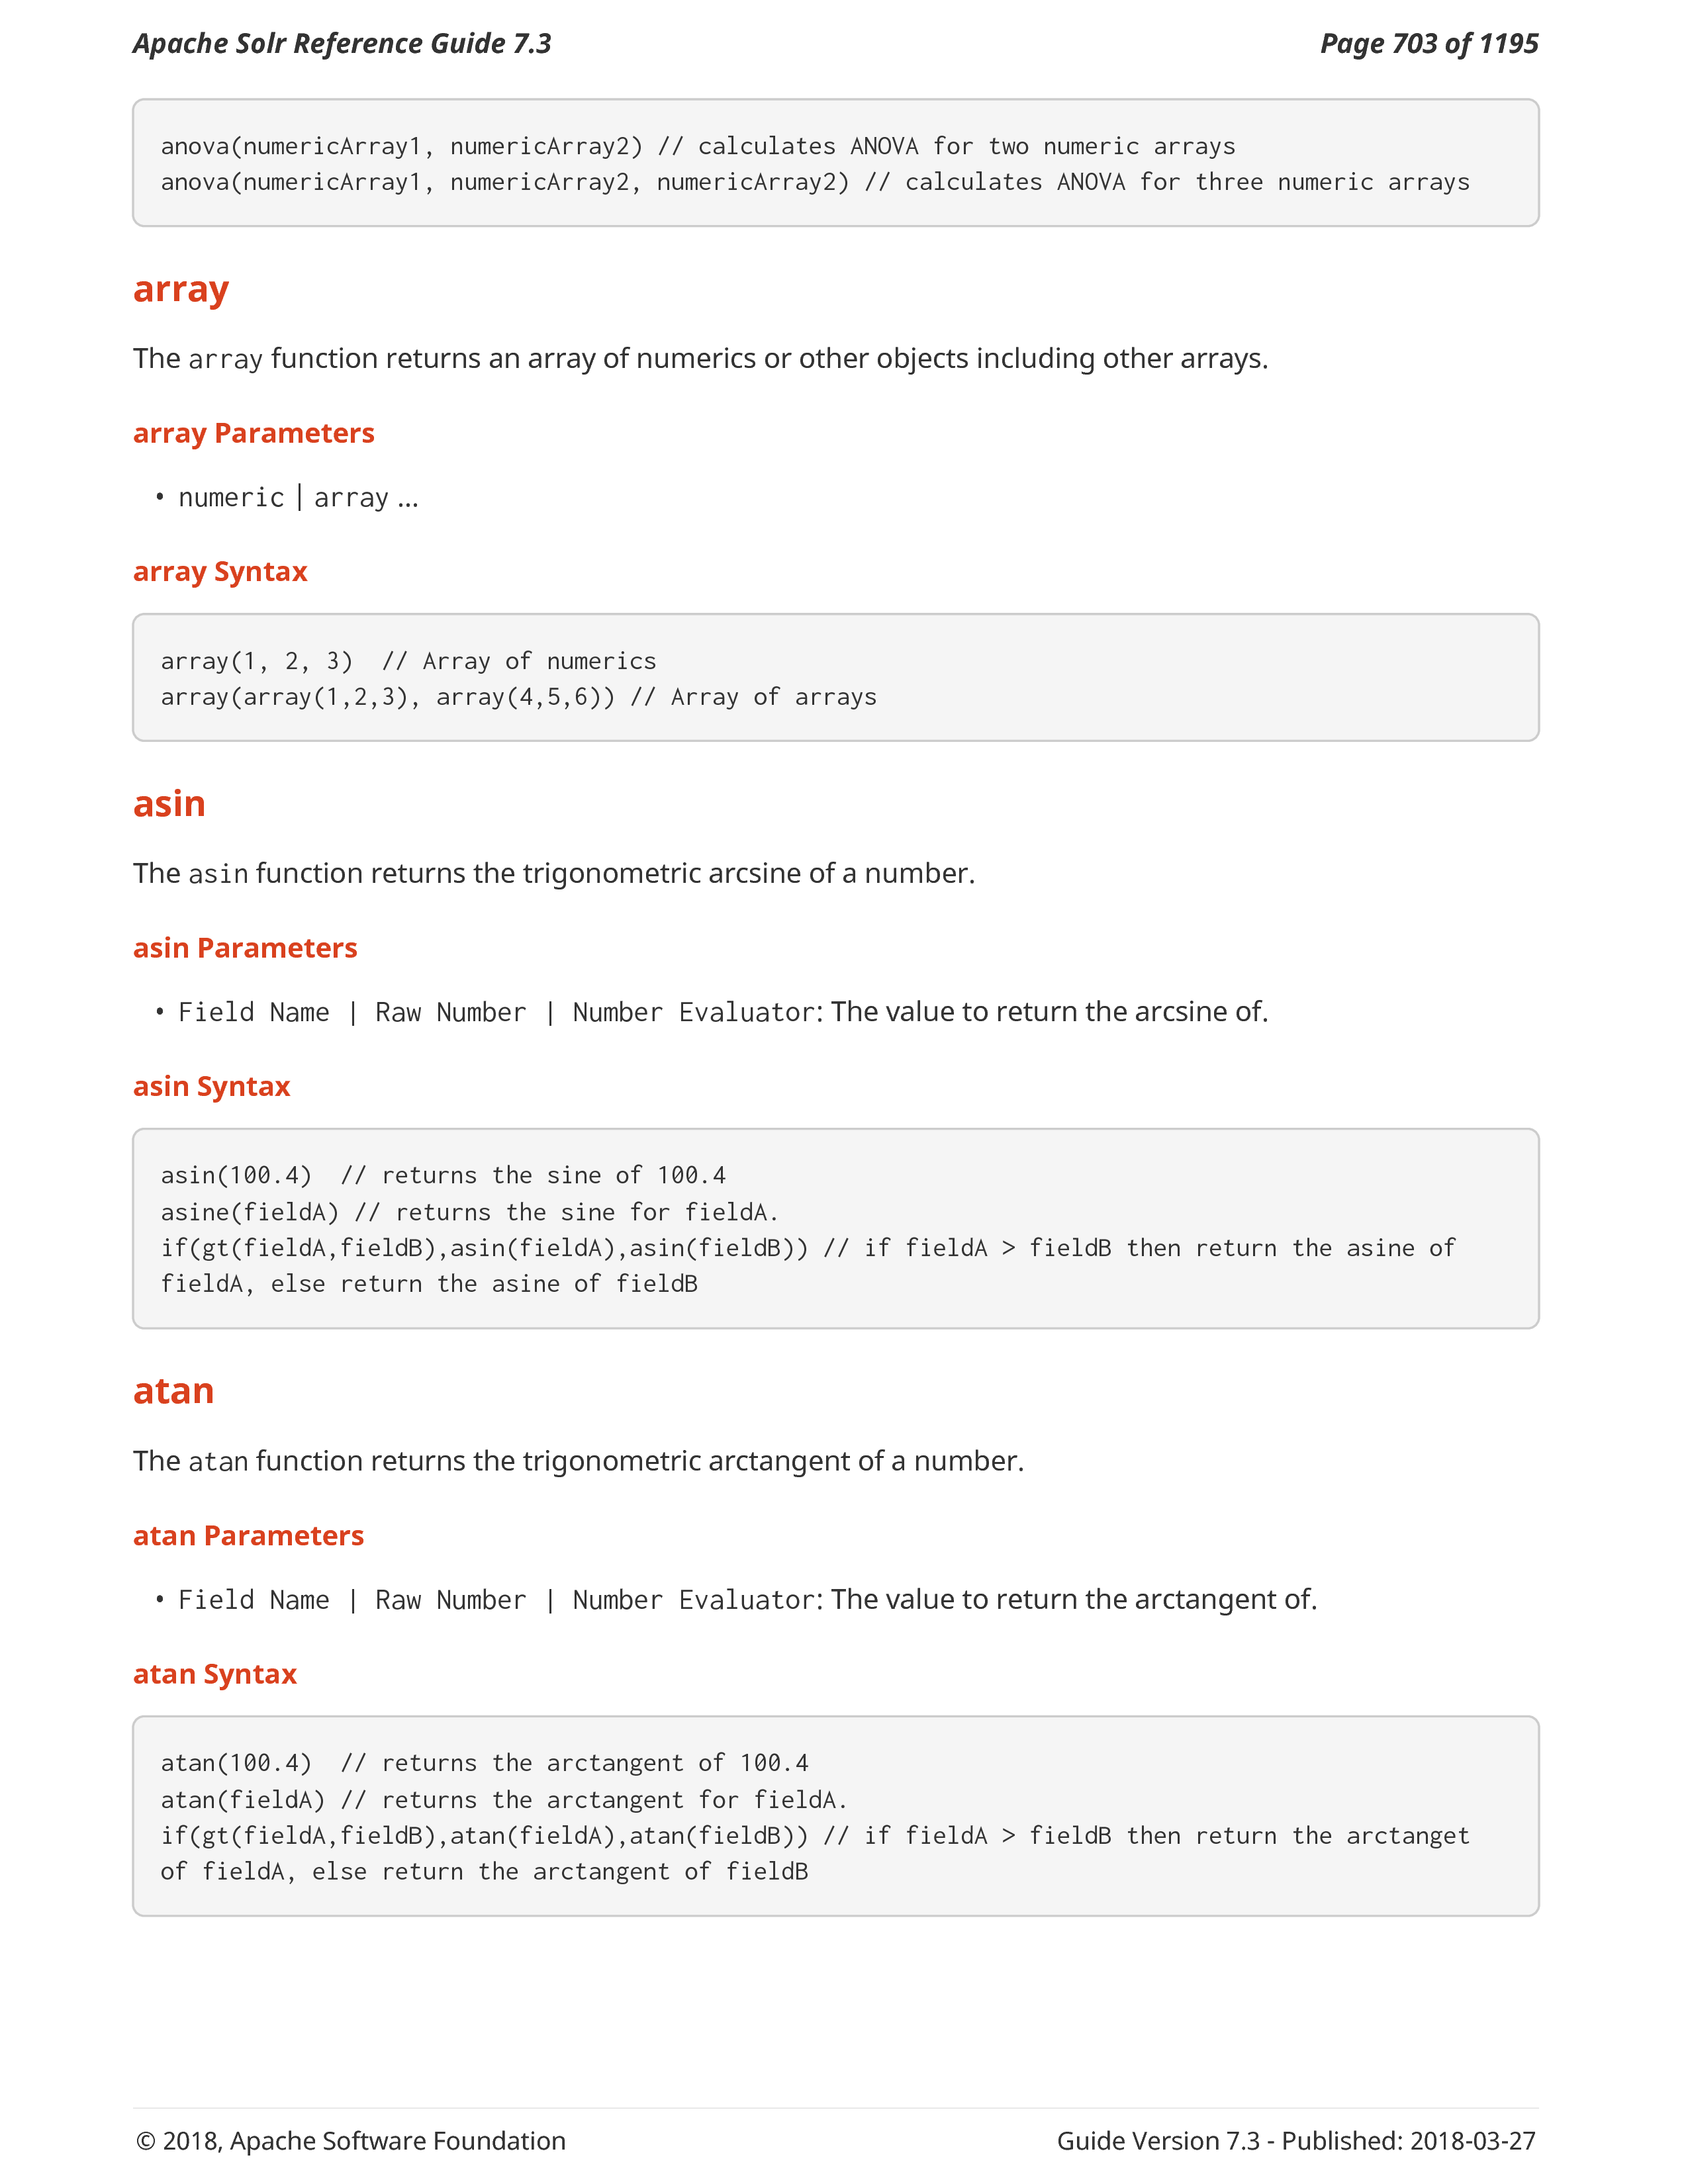 Apache Solr Reference Guide 7.3 Page 703 of 1195
anova(numericArray1, numericArray2) // calculates ANOVA for two numeric arrays
anova(numericArray1, numericArray2, numericArray2) // calculates ANOVA for three numeric arrays
array
The array function returns an array of numerics or other objects including other arrays.
array Parameters
• numeric | array …
array Syntax
array(1, 2, 3)  // Array of numerics
array(array(1,2,3), array(4,5,6)) // Array of arrays
asin
The asin function returns the trigonometric arcsine of a number.
asin Parameters
• Field Name | Raw Number | Number Evaluator: The value to return the arcsine of.
asin Syntax
asin(100.4)  // returns the sine of 100.4
asine(fieldA) // returns the sine for fieldA.
if(gt(fieldA,fieldB),asin(fieldA),asin(fieldB)) // if fieldA > fieldB then return the asine of
fieldA, else return the asine of fieldB
atan
The atan function returns the trigonometric arctangent of a number.
atan Parameters
• Field Name | Raw Number | Number Evaluator: The value to return the arctangent of.
atan Syntax
atan(100.4)  // returns the arctangent of 100.4
atan(fieldA) // returns the arctangent for fieldA.
if(gt(fieldA,fieldB),atan(fieldA),atan(fieldB)) // if fieldA > fieldB then return the arctanget
of fieldA, else return the arctangent of fieldB
© 2018, Apache Software Foundation Guide Version 7.3 - Published: 2018-03-27